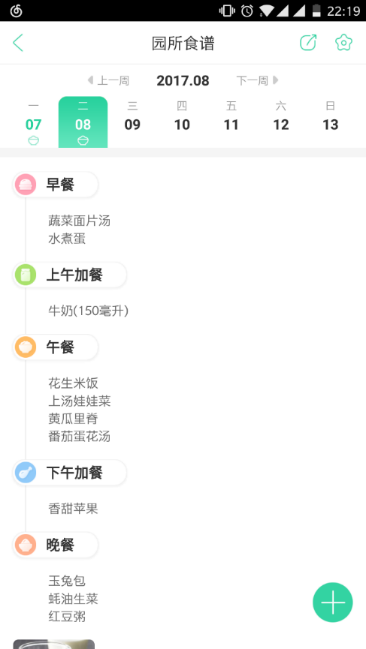 22:19
园所食谱
上一周 2017.08 下一周
一 二 三 四 五 六 日
07 08 09 10 11 12 13
早餐
蔬菜面片汤
水煮蛋
上午加餐
牛奶(150毫升)
午餐
花生米饭
上汤娃娃菜
黄瓜里脊
番茄蛋花汤
下午加餐
香甜苹果
晚餐
玉兔包
蚝油生菜
红豆粥